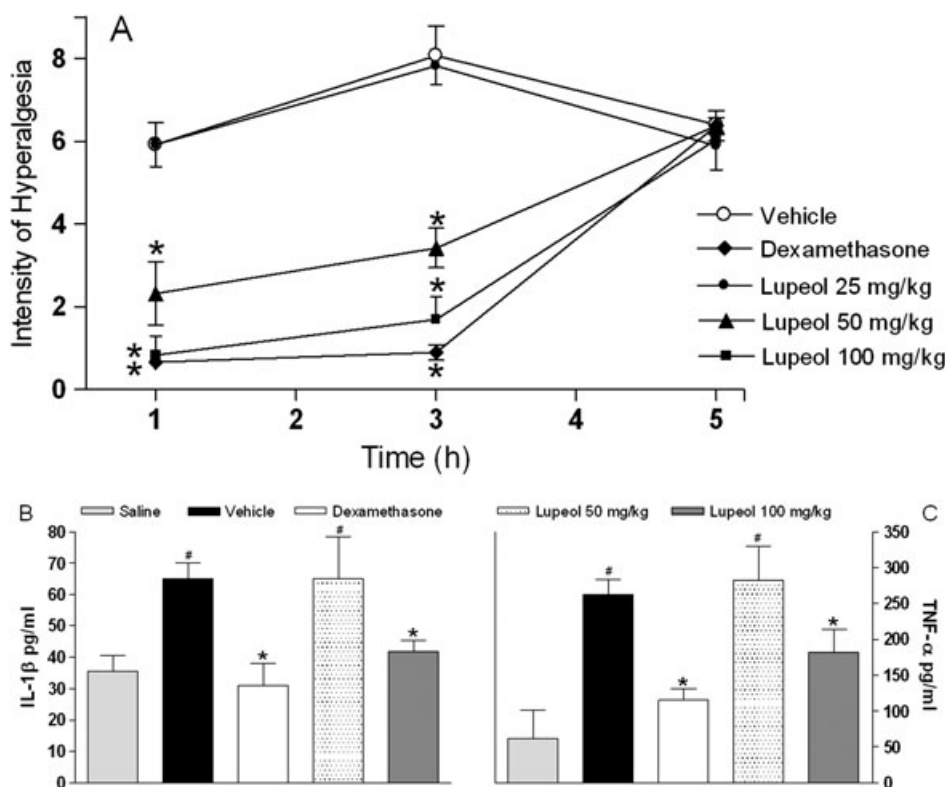 A
Intensity of Hyperalgesia
8
6
4
2
0
* * * * * *
1 2 3 4 5
Time (h)
Vehicle
Dexamethasone
Lupeol 25 mg/kg
Lupeol 50 mg/kg
Lupeol 100 mg/kg
B Saline Vehicle Dexamethasone Lupeol 50 mg/kg Lupeol 100 mg/kg C
IL-1β pg/ml
80
70
60
50
40
30
20
10
0
# * # *
# * # *
350
300
250
200
150
100
50
0
TNF-α pg/ml